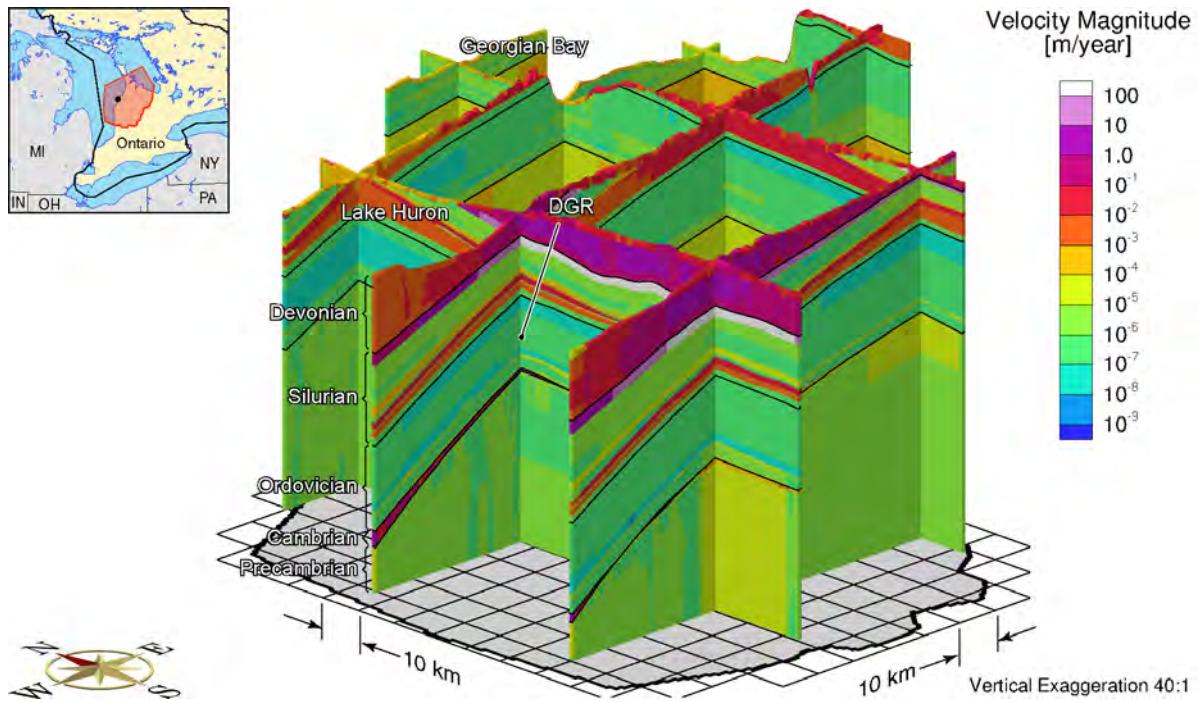 Velocity Magnitude
[m/year]
100
10
1.0
10⁻¹
10⁻²
10⁻³
10⁻⁴
10⁻⁵
10⁻⁶
10⁻⁷
10⁻⁸
10⁻⁹
MI
Ontario
NY
IN
OH
PA
Georgian Bay
Lake Huron
DGR
Devonian
Silurian
Ordovician
Cambrian
Precambrian
10 km
10 km
N
E
W
S
Vertical Exaggeration 40:1